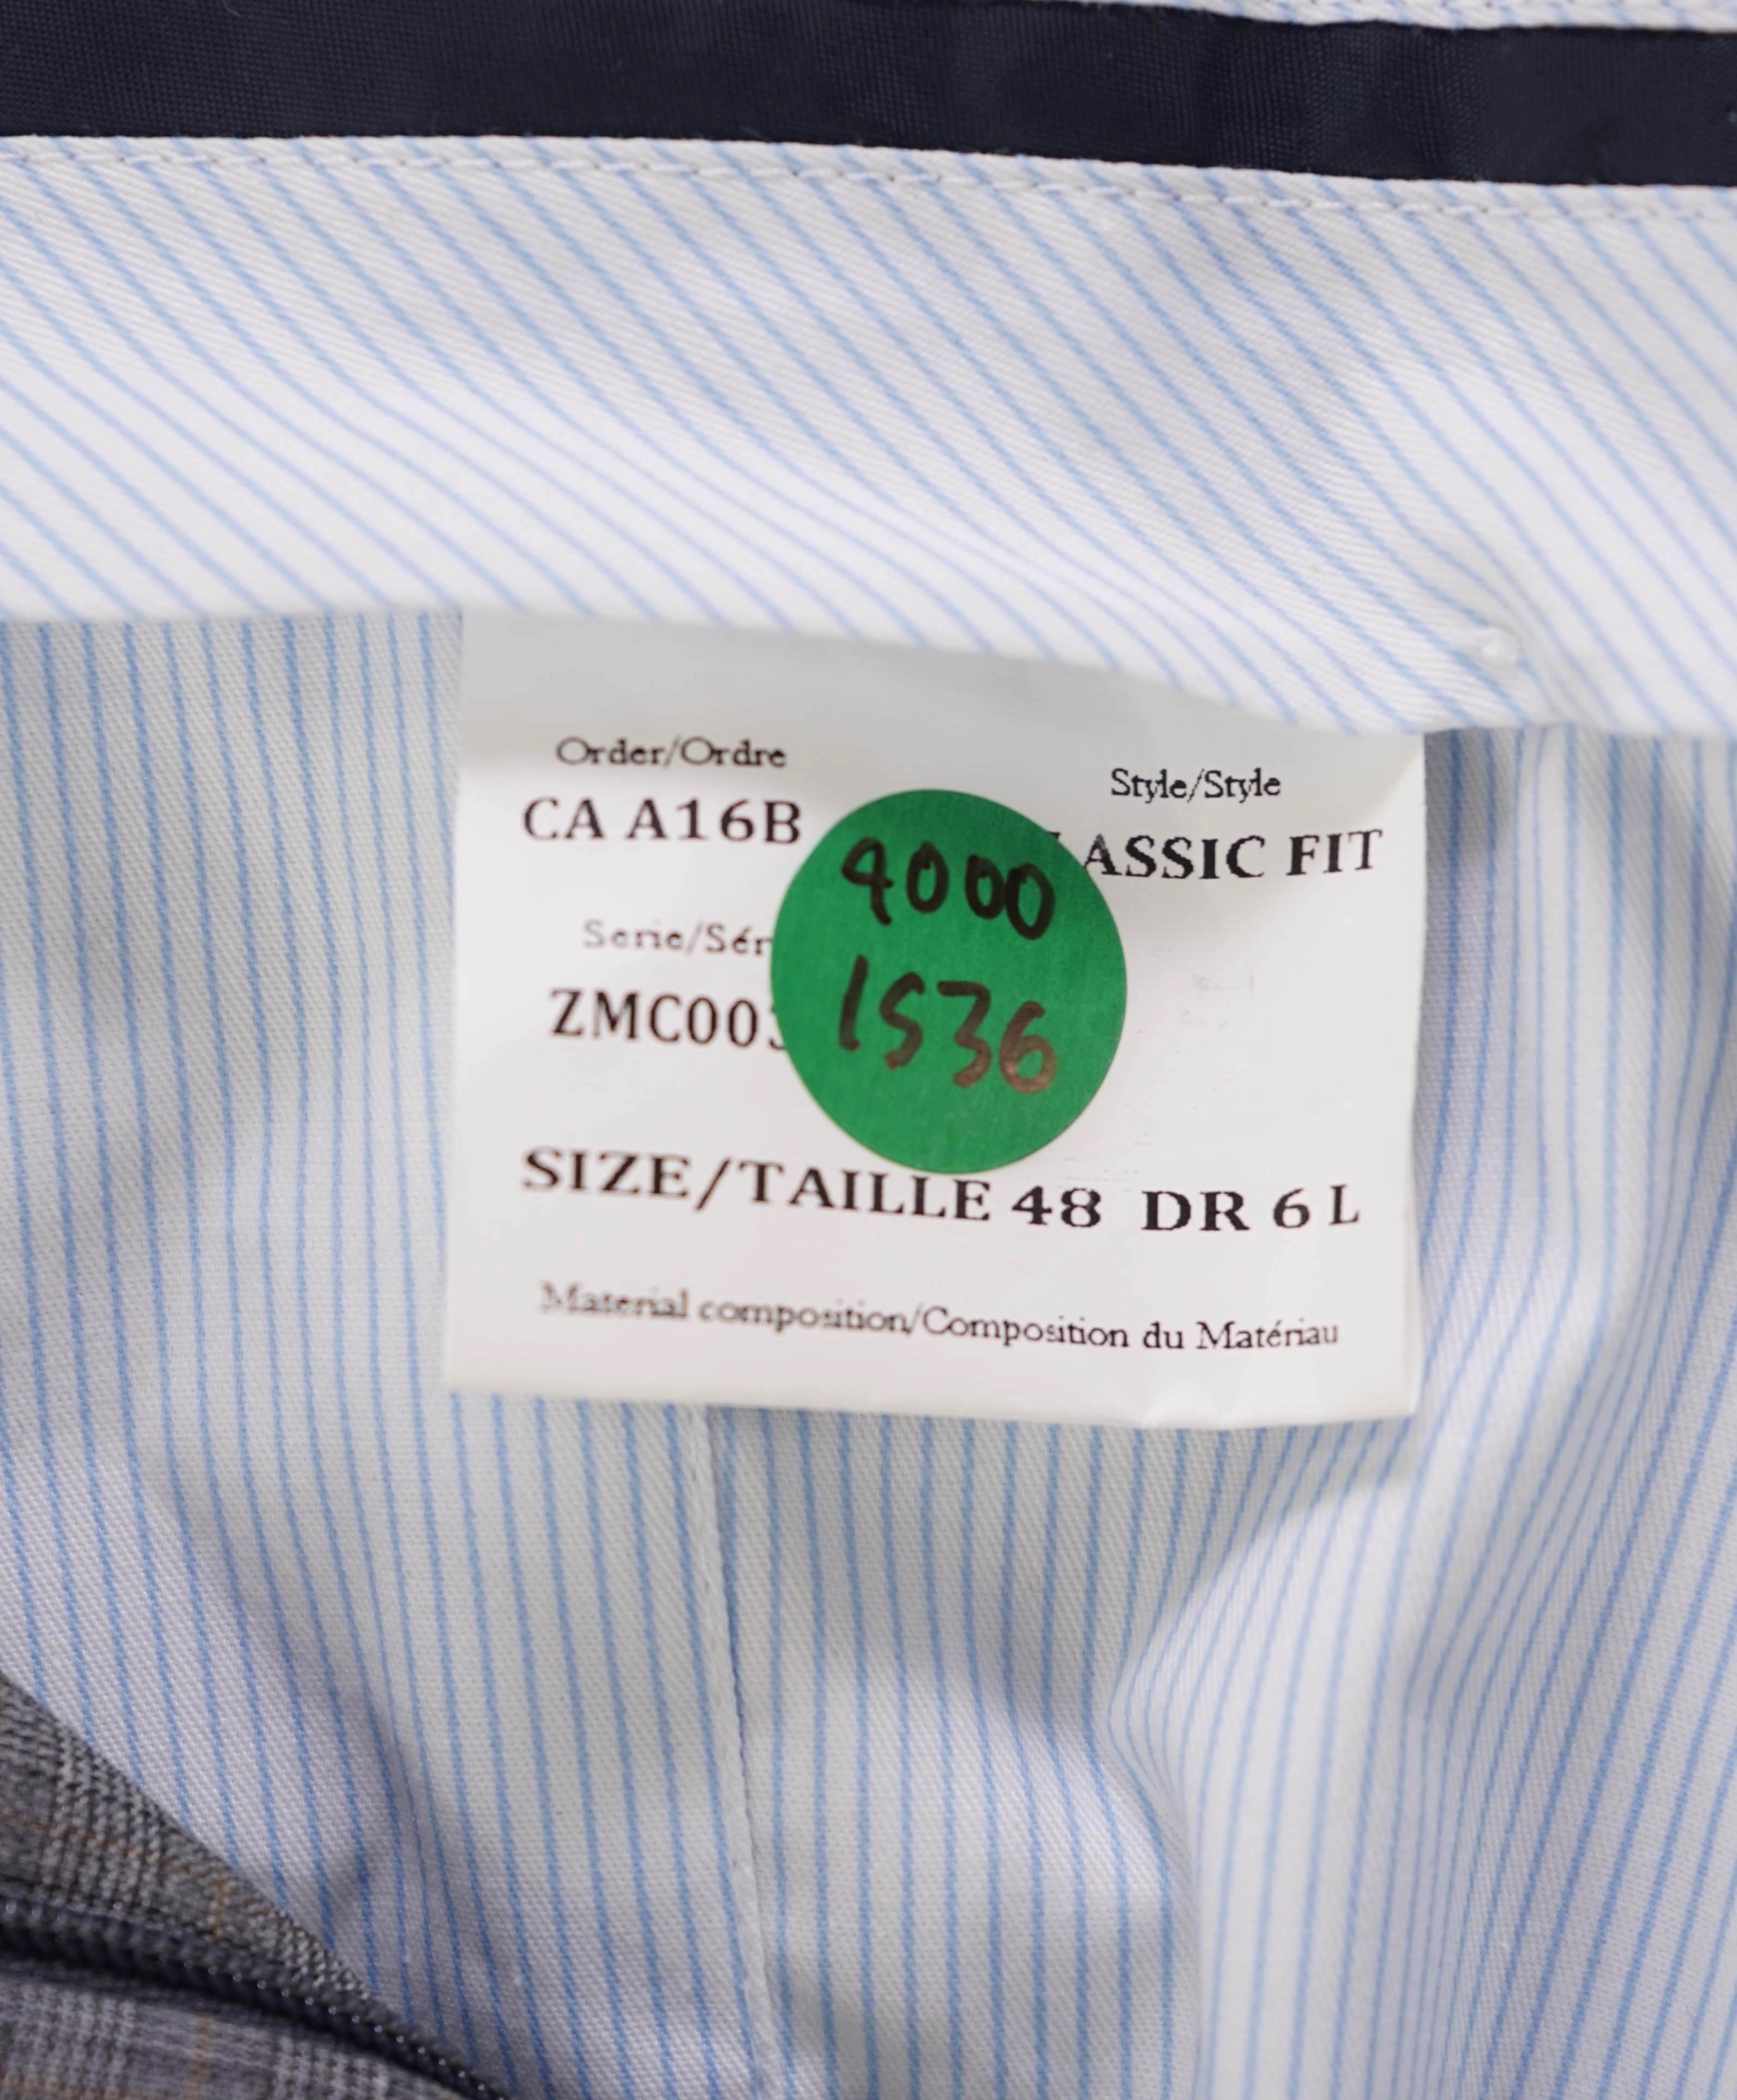 Order/Ordre
Style/Style
CA A16B
ASSIC FIT
4000
Serie/Sér
ZMC00
1536
SIZE/TAILLE 48 DR 6 L
Material composition/Composition du Matériau